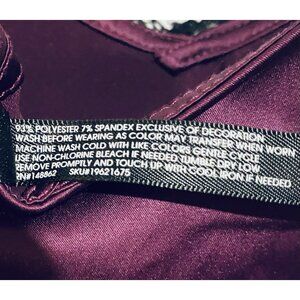 93% POLYESTER 7% SPANDEX EXCLUSIVE OF DECORATION
WASH BEFORE WEARING AS COLOR MAY TRANSFER WHEN WORN
MACHINE WASH COLD WITH LIKE COLORS GENTLE CYCLE
USE NON-CHLORINE BLEACH IF NEEDED. TUMBLE DRY LOW
REMOVE PROMPTLY AND TOUCH UP WITH COOL IRON IF NEEDED
RN#148862 SKU#19621675